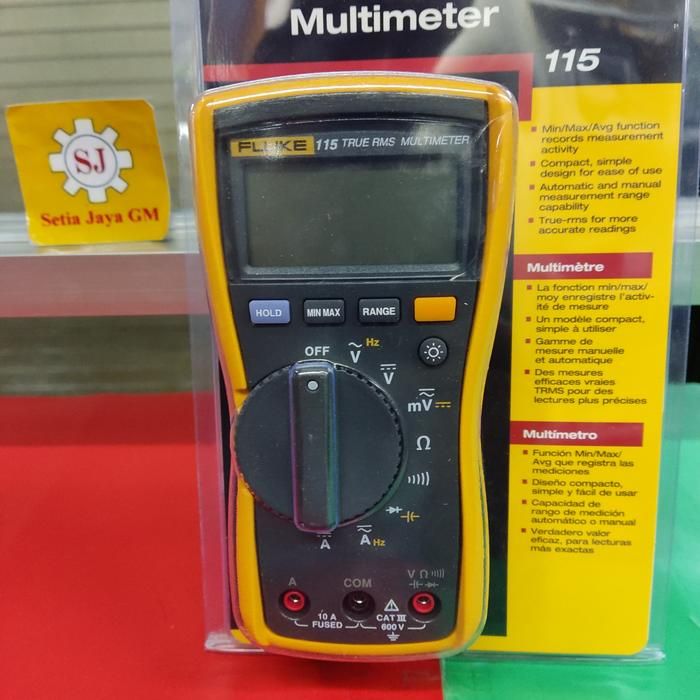 Multimeter
115
SJ
Setia Jaya GM
FLUKE 115 TRUE RMS MULTIMETER
HOLD
MIN MAX
RANGE
OFF
V
Hz
V
mV
Ω
A
A Hz
A
COM
V Ω
10 A
FUSED
CAT III
600 V
Min/Max/Avg function
records measurement
activity
Compact, simple
design for ease of use
Automatic and manual
measurement range
capability
True-rms for more
accurate readings
Multimètre
La fonction min/max/
moy enregistre l'activ-
ité de mesure
Un modèle compact,
simple à utiliser
Gamme de
mesure manuelle
et automatique
Des mesures
efficaces vraies
TRMS pour des
lectures plus précises
Multímetro
Función Min/Max/
Avg que registra las
mediciones
Diseño compacto,
simple y fácil de usar
Capacidad de
rango de medición
automático o manual
Verdadero valor
eficaz, para lecturas
más exactas